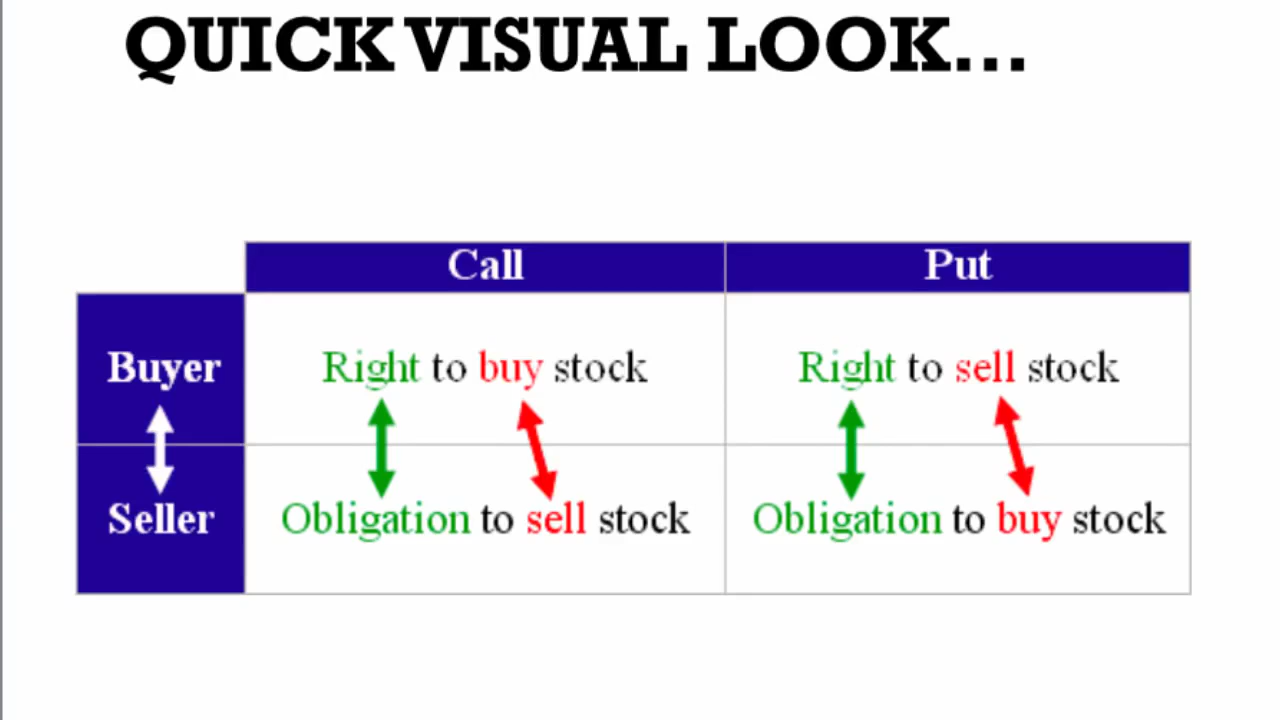 QUICK VISUAL LOOK...
Call Put
Buyer Right to buy stock Right to sell stock
Seller Obligation to sell stock Obligation to buy stock